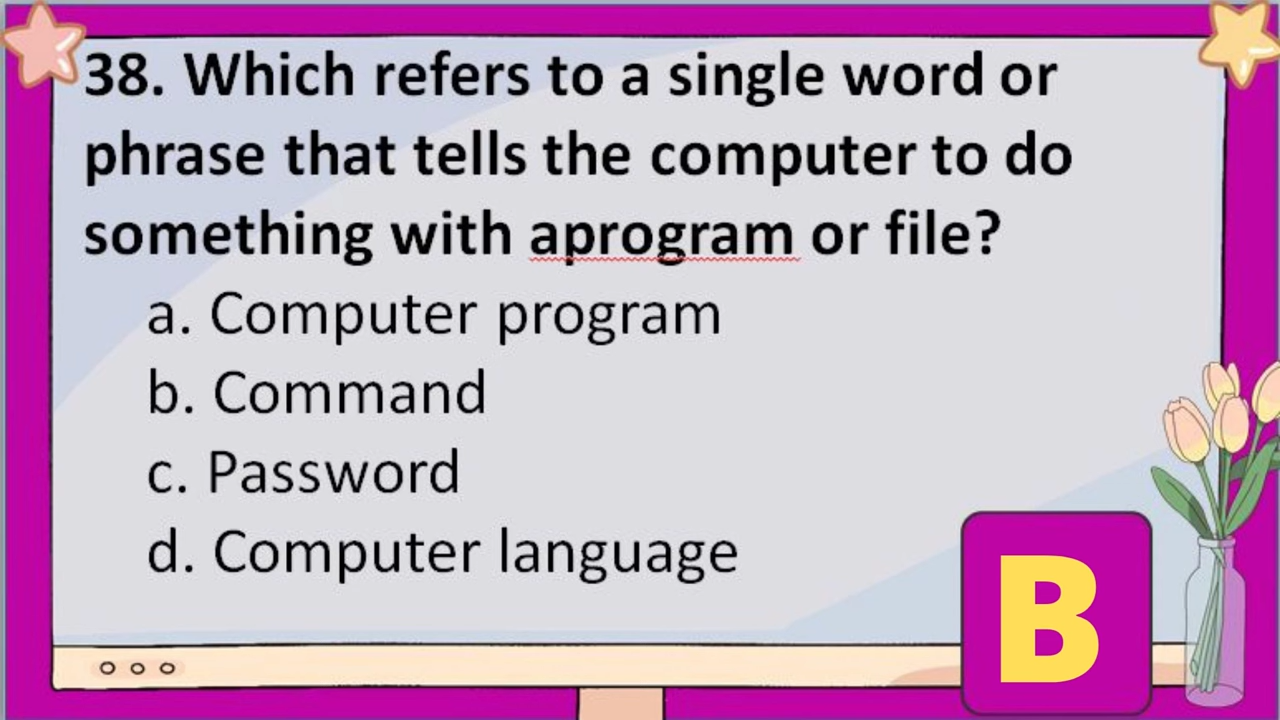 38. Which refers to a single word or
phrase that tells the computer to do
something with aprogram or file?
a. Computer program
b. Command
c. Password
d. Computer language
B